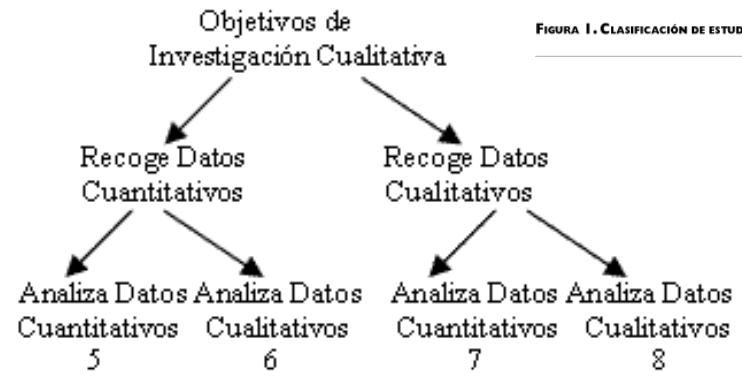 Objetivos de
Investigación Cualitativa
FIGURA 1. CLASIFICACIÓN DE ESTUD
Recoge Datos
Cuantitativos
Recoge Datos
Cualitativos
Analiza Datos
Cuantitativos
5
Analiza Datos
Cualitativos
6
Analiza Datos
Cuantitativos
7
Analiza Datos
Cualitativos
8